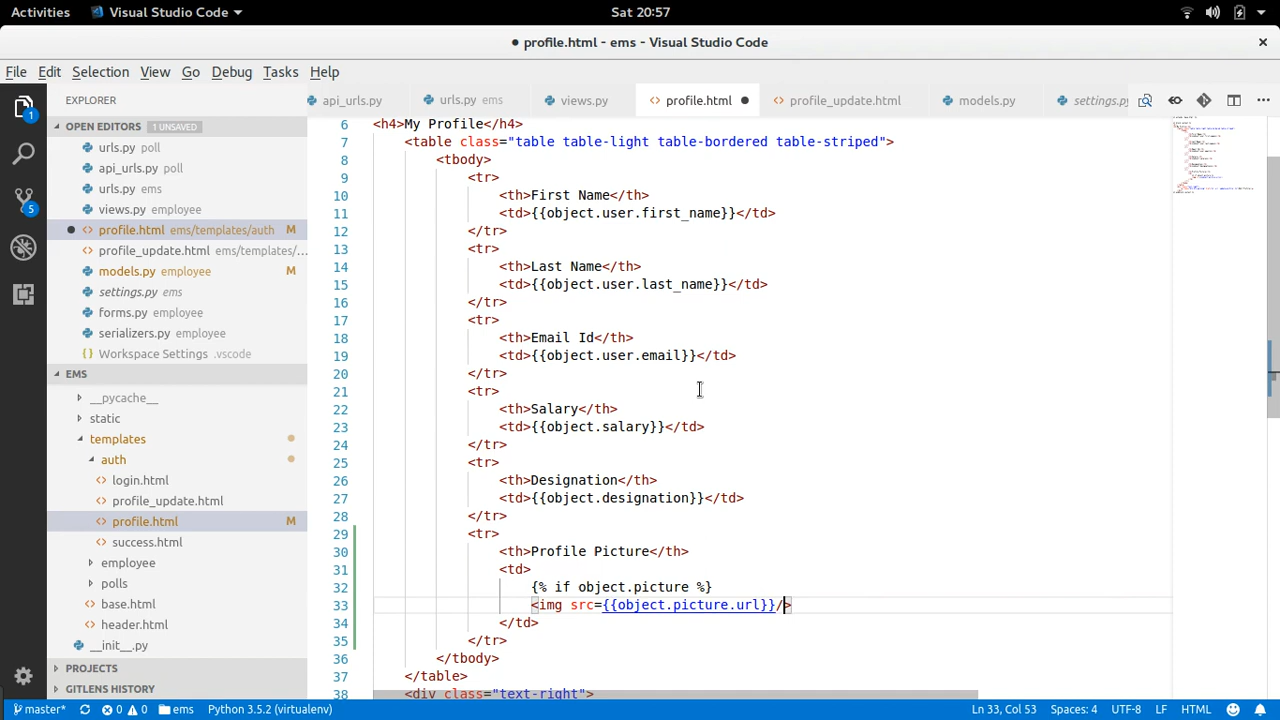 Activities Visual Studio Code Sat 20:57
● profile.html - ems - Visual Studio Code
File Edit Selection View Go Debug Tasks Help
EXPLORER api_urls.py urls.py ems views.py profile.html profile_update.html models.py settings.py
OPEN EDITORS 1 UNSAVED
urls.py poll
api_urls.py poll
urls.py ems
views.py employee
profile.html ems/templates/auth M
profile_update.html ems/templates/...
models.py employee M
settings.py ems
forms.py employee
serializers.py employee
Workspace Settings .vscode
EMS
__pycache__
static
templates
auth
login.html
profile_update.html
profile.html M
success.html
employee
polls
base.html
header.html
__init__.py
PROJECTS
GITLENS HISTORY
1
5
6 <h4>My Profile</h4>
7 <table class="table table-light table-bordered table-striped">
8 <tbody>
9 <tr>
10 <th>First Name</th>
11 <td>{{object.user.first_name}}</td>
12 </tr>
13 <tr>
14 <th>Last Name</th>
15 <td>{{object.user.last_name}}</td>
16 </tr>
17 <tr>
18 <th>Email Id</th>
19 <td>{{object.user.email}}</td>
20 </tr>
21 <tr>
22 <th>Salary</th>
23 <td>{{object.salary}}</td>
24 </tr>
25 <tr>
26 <th>Designation</th>
27 <td>{{object.designation}}</td>
28 </tr>
29 <tr>
30 <th>Profile Picture</th>
31 <td>
32 {% if object.picture %}
33 <img src={{object.picture.url}}/>
34 </td>
35 </tr>
36 </tbody>
37 </table>
38 <div class="text-right">
master* 0 0 ems Python 3.5.2 (virtualenv) Ln 33, Col 53 Spaces: 4 UTF-8 LF HTML